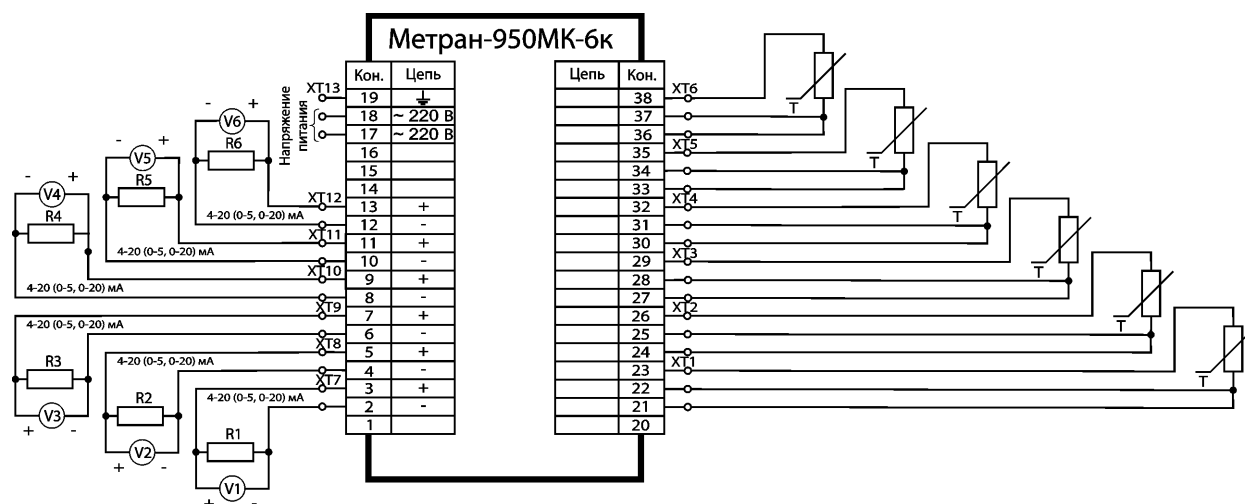 Метран-950МК-6к
Кон. Цепь
19
18 ~ 220 В
17 ~ 220 В
16
15
14
13 +
12 -
11 +
10 -
9 +
8 -
7 +
6 -
5 +
4 -
3 +
2 -
1
Цепь Кон.
38
37
36
35
34
33
32
31
30
29
28
27
26
25
24
23
22
21
20
XT13
Напряжение
питания
XT12
XT11
XT10
XT9
XT8
XT7
- V6 +
R6
4-20 (0-5, 0-20) мА
- V5 +
R5
4-20 (0-5, 0-20) мА
- V4 +
R4
4-20 (0-5, 0-20) мА
4-20 (0-5, 0-20) мА
R3
+ V3 -
4-20 (0-5, 0-20) мА
R2
+ V2 -
4-20 (0-5, 0-20) мА
R1
+ V1 -
XT6
T
XT5
T
XT4
T
XT3
T
XT2
T
XT1
T